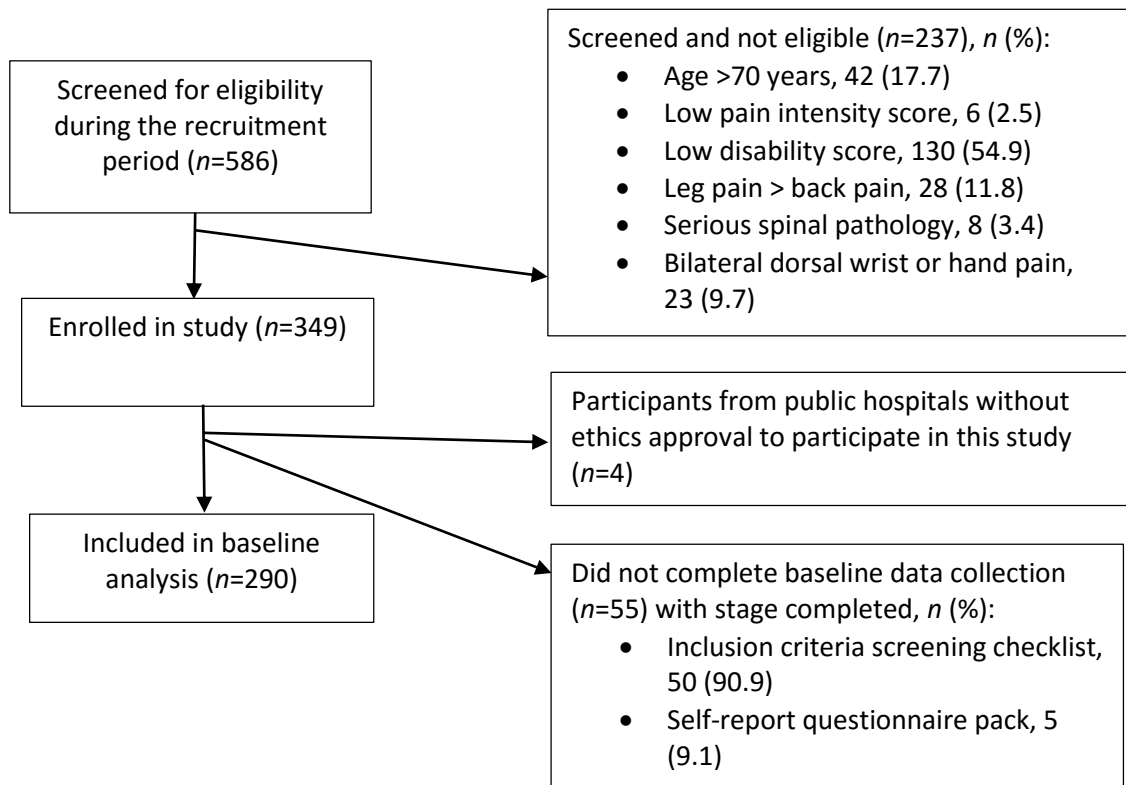 Screened for eligibility
during the recruitment
period (n=586)
Screened and not eligible (n=237), n (%):
• Age >70 years, 42 (17.7)
• Low pain intensity score, 6 (2.5)
• Low disability score, 130 (54.9)
• Leg pain > back pain, 28 (11.8)
• Serious spinal pathology, 8 (3.4)
• Bilateral dorsal wrist or hand pain,
23 (9.7)
Enrolled in study (n=349)
Participants from public hospitals without
ethics approval to participate in this study
(n=4)
Included in baseline
analysis (n=290)
Did not complete baseline data collection
(n=55) with stage completed, n (%):
• Inclusion criteria screening checklist,
50 (90.9)
• Self-report questionnaire pack, 5
(9.1)